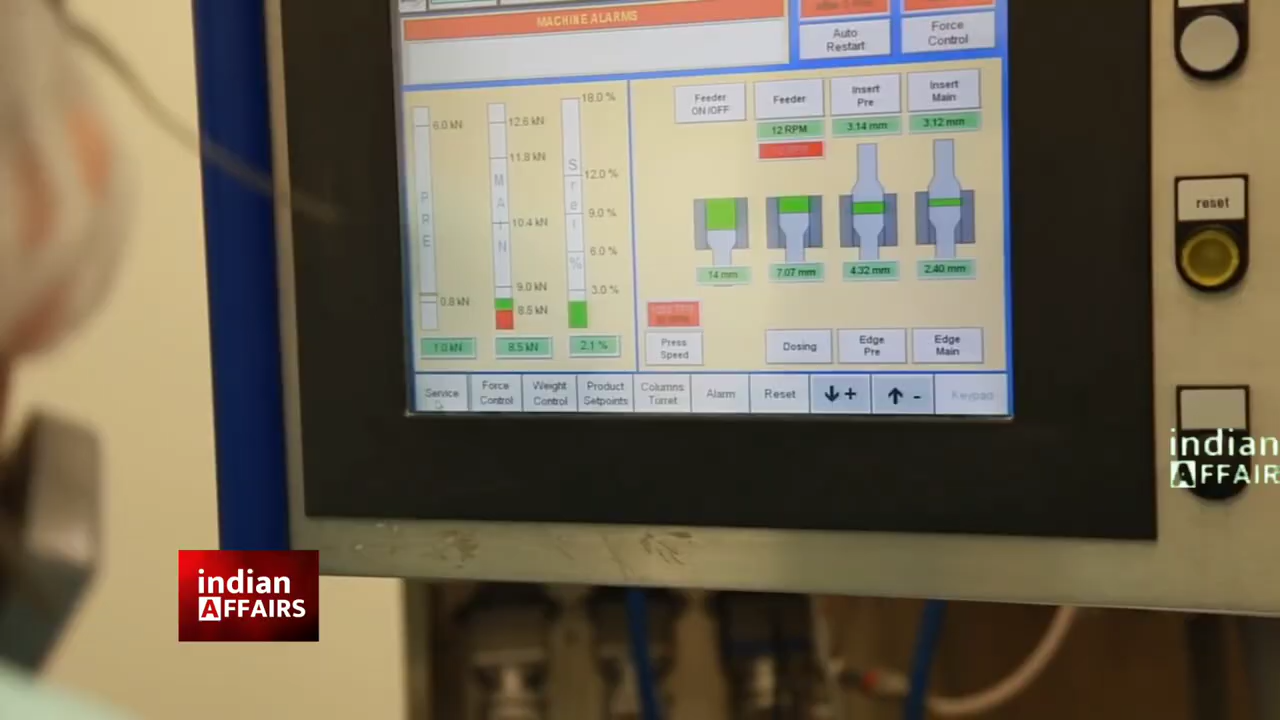 MACHINE ALARMS
Auto
Restart
Force
Control
Feeder
ON /OFF
Feeder
Insert
Pre
Insert
Main
12 RPM
3.14 mm
3.12 mm
6.0 kN
12.6 kN
18.0 %
11.8 kN
12.0 %
10.4 kN
9.0 %
6.0 %
9.0 kN
3.0 %
0.8 kN
8.5 kN
PRE
MAIN
Srel %
1.0 kN
8.5 kN
2.1 %
14 mm
7.07 mm
4.32 mm
2.40 mm
Press
Speed
Dosing
Edge
Pre
Edge
Main
Service
Force
Control
Weight
Control
Product
Setpoints
Columns
Turret
Alarm
Reset
+
-
Keypad
reset
indian
AFFAIRS
indian
AFFAIRS